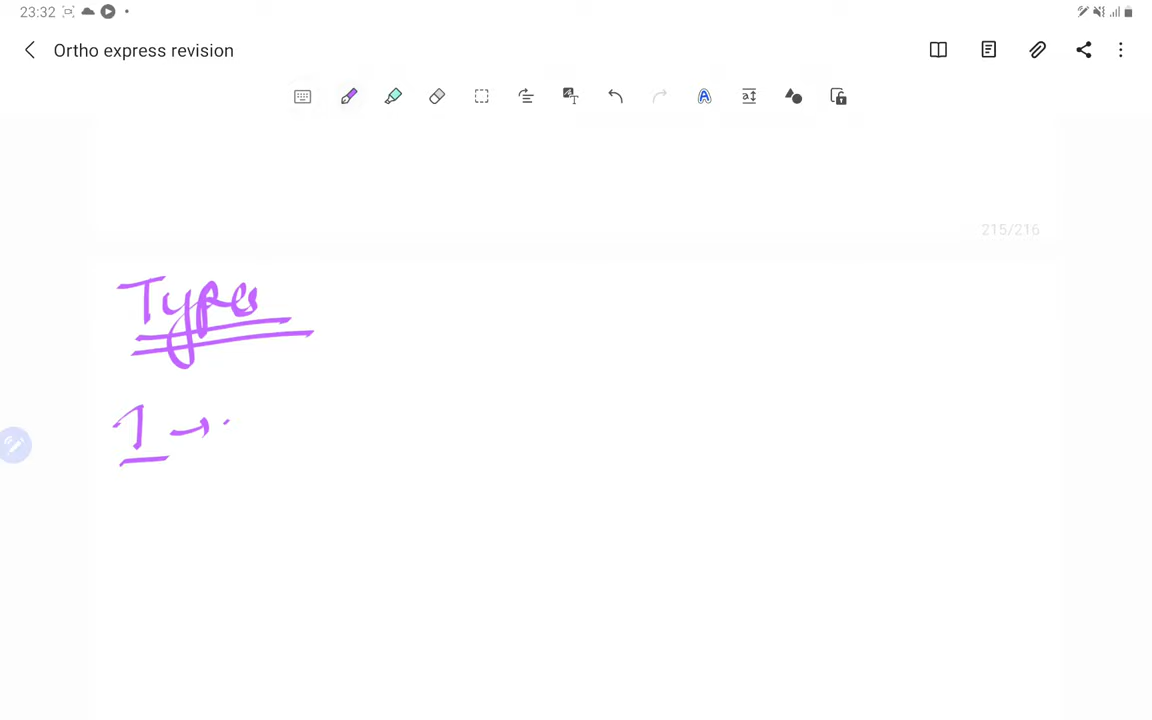 23:32
Ortho express revision
215/216
Types
1 →